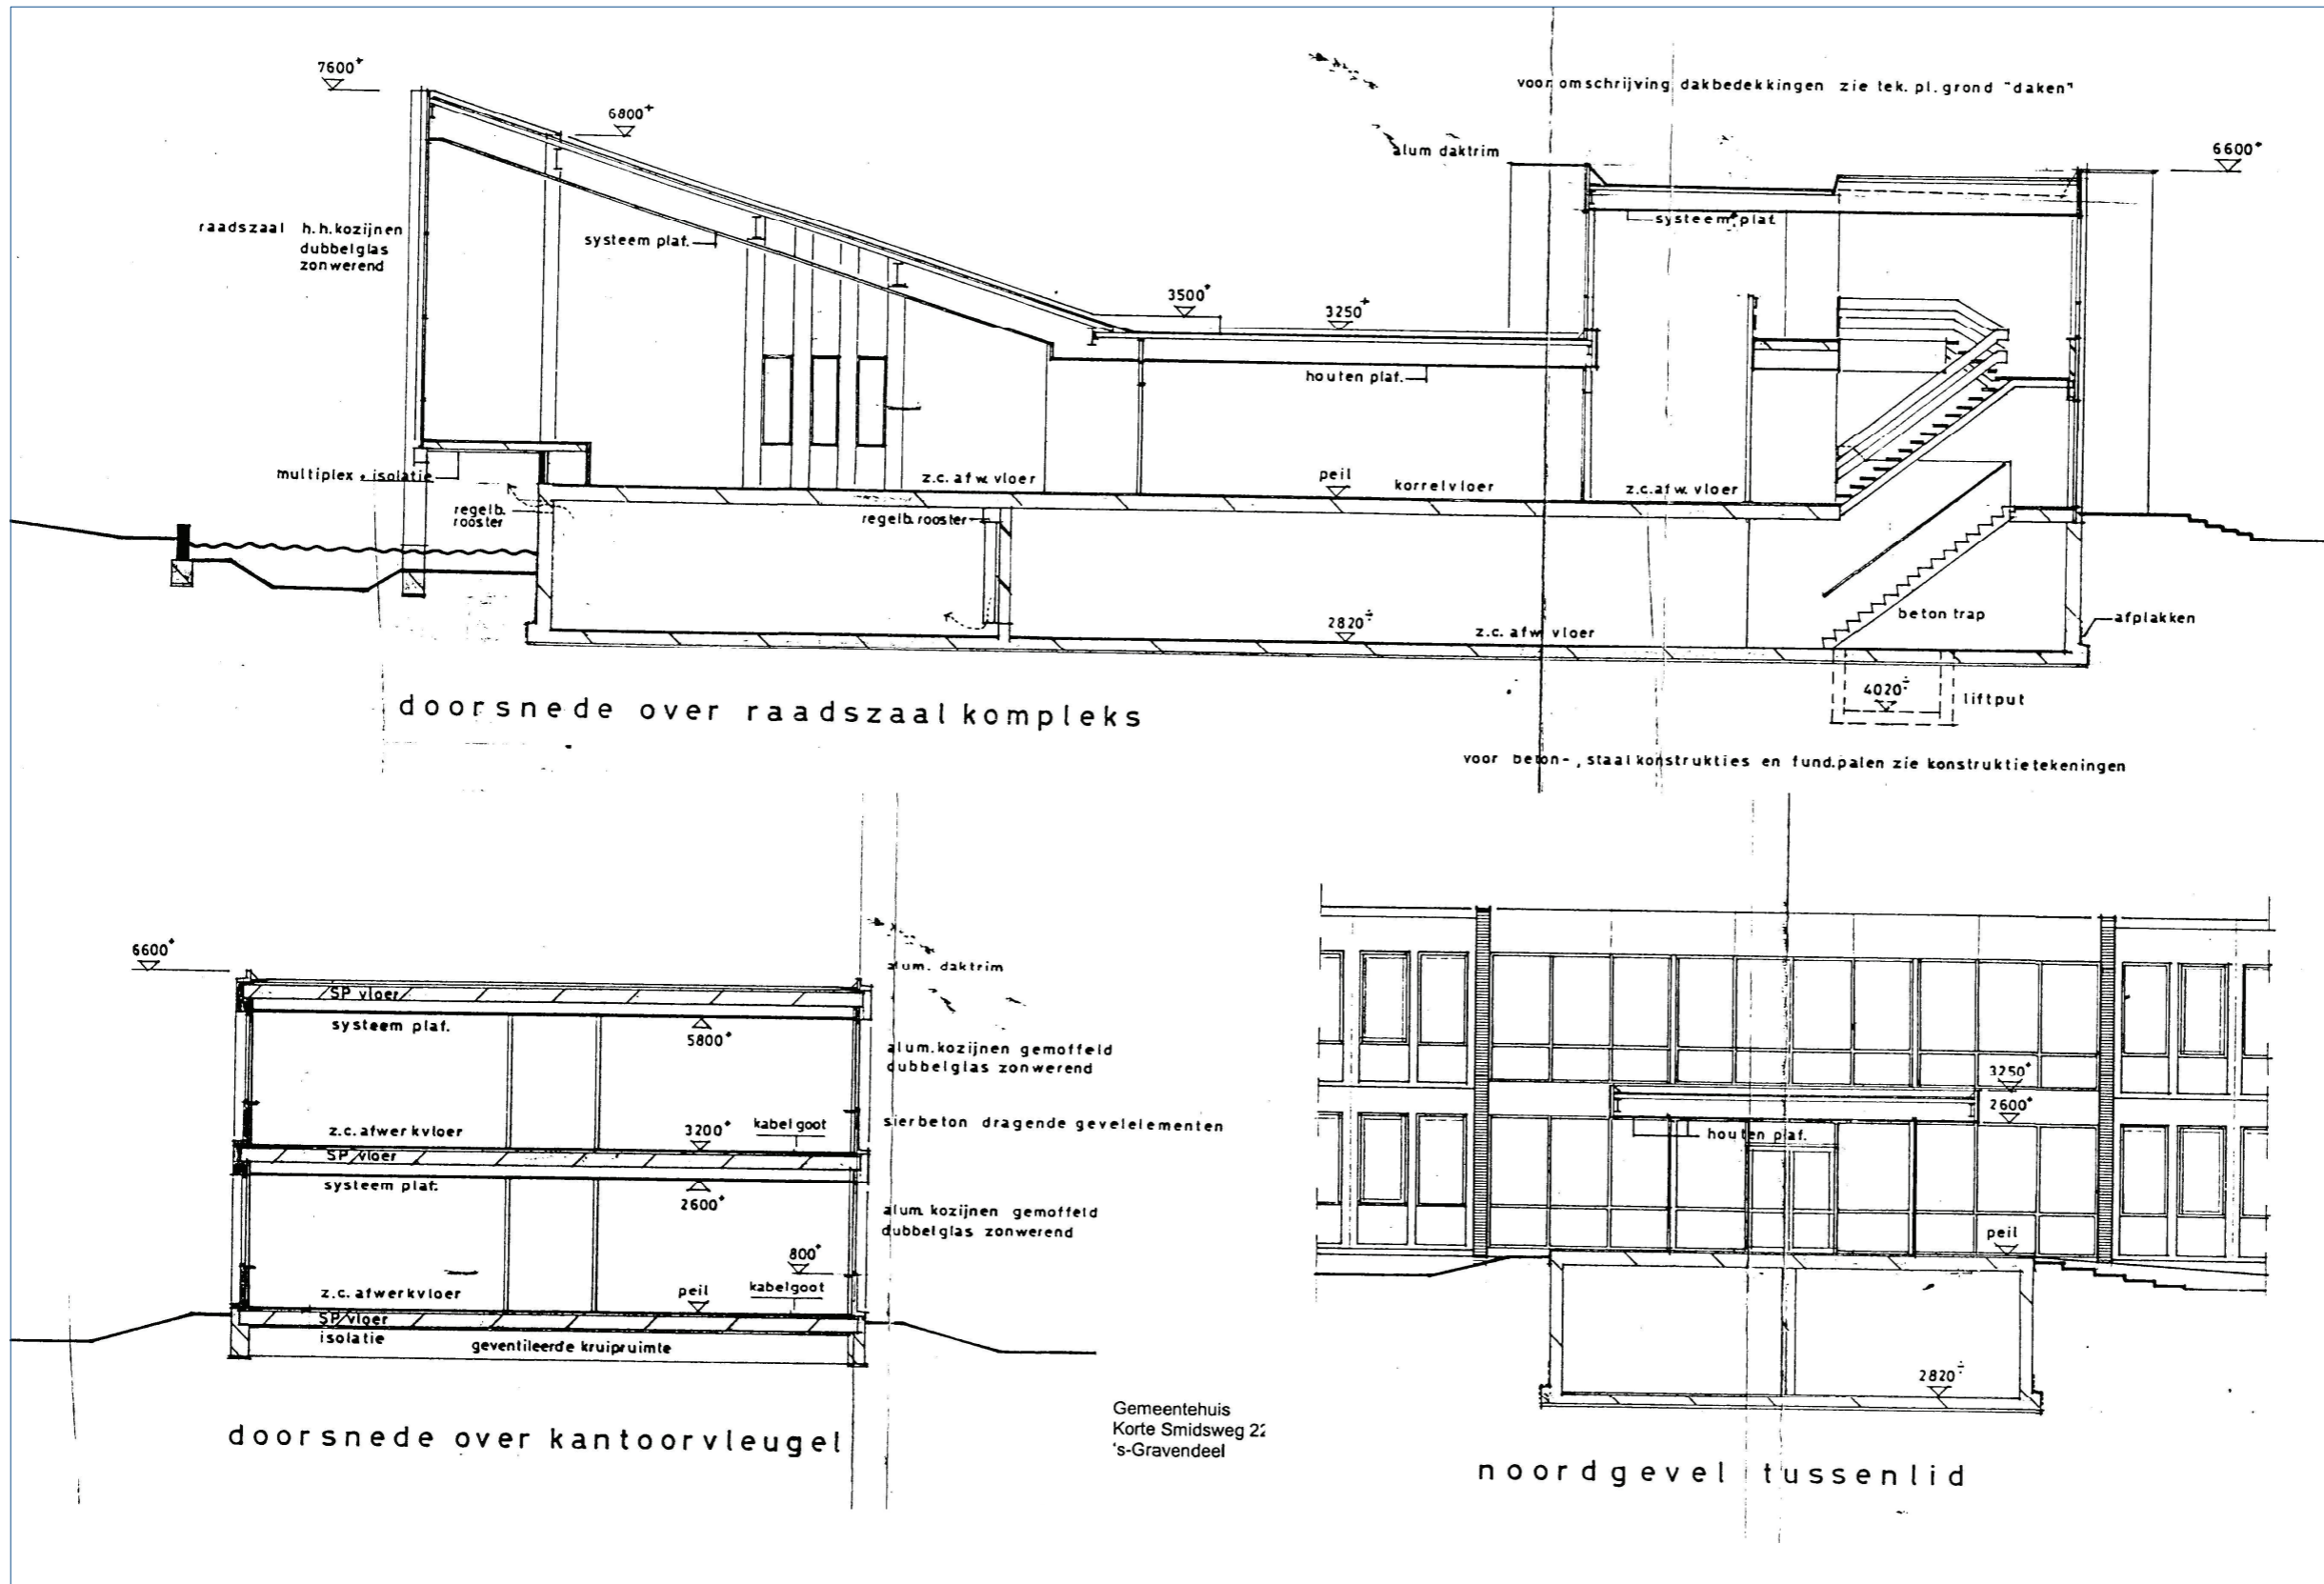 7600+
6800+
voor omschrijving dakbedekkingen zie tek. pl. grond "daken"
alum daktrim
6600+
raadszaal h.h. kozijnen
dubbelglas
zonwerend
systeem plaf.
systeem plaf.
3500+
3250+
houten plaf.
multiplex + isolatie
z.c. afw. vloer
peil
korrelvloer
z.c. afw. vloer
regelb.
rooster
regelb. rooster
2820÷
z.c. afw. vloer
beton trap
afplakken
4020÷
liftput
doorsnede over raadszaalkompleks
voor beton-, staalkonstrukties en fund.palen zie konstruktietekeningen
6600+
alum. daktrim
SP vloer
systeem plaf.
5800+
alum. kozijnen gemoffeld
dubbelglas zonwerend
z.c. afwerkvloer
3200+
kabelgoot
sierbeton dragende gevelelementen
SP vloer
systeem plaf.
2600+
alum. kozijnen gemoffeld
dubbelglas zonwerend
800+
z.c. afwerkvloer
peil
kabelgoot
SP vloer
isolatie
geventileerde kruipruimte
doorsnede over kantoorvleugel
Gemeentehuis
Korte Smidsweg 22
's-Gravendeel
3250+
2600+
houten plaf.
peil
2820÷
noordgevel tussenlid